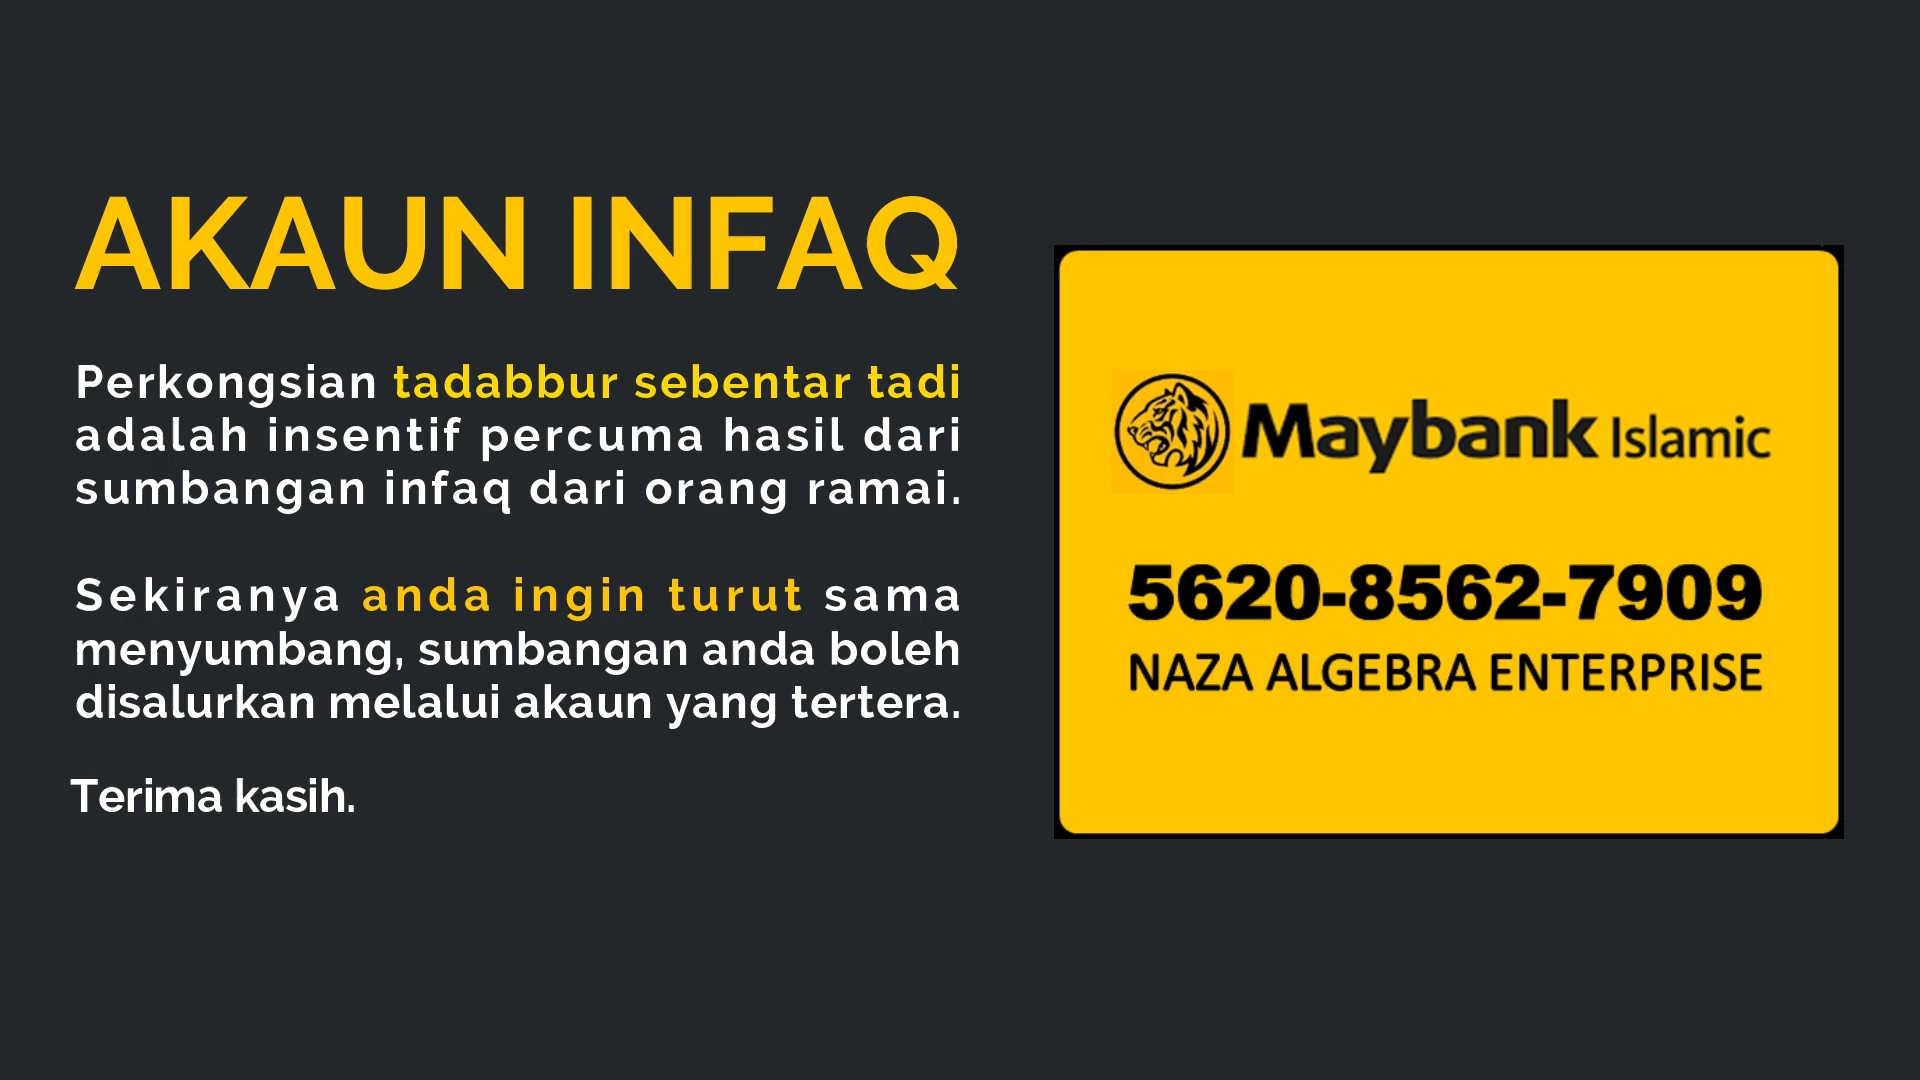 AKAUN INFAQ
Perkongsian tadabbur sebentar tadi
adalah insentif percuma hasil dari
sumbangan infaq dari orang ramai.
Sekiranya anda ingin turut sama
menyumbang, sumbangan anda boleh
disalurkan melalui akaun yang tertera.
Terima kasih.
Maybank Islamic
5620-8562-7909
NAZA ALGEBRA ENTERPRISE